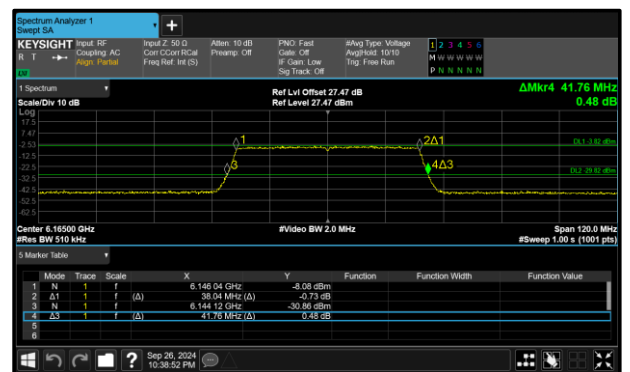 Spectrum Analyzer 1
Swept SA
+
KEYSIGHT Input: RF Input Z: 50 Ω Atten: 10 dB PNO: Fast #Avg Type: Voltage 1 2 3 4 5 6
R T Coupling: AC Corr CCorr RCal Preamp: Off Gate: Off Avg|Hold: 10/10 M W W W W W
Align: Partial Freq Ref: Int (S) IF Gain: Low Trig: Free Run
Sig Track: Off P N N N N N
LXI
1 Spectrum Ref Lvl Offset 27.47 dB ΔMkr4 41.76 MHz
Scale/Div 10 dB Ref Level 27.47 dBm 0.48 dB
Log
17.5
7.47
-2.53 1 2Δ1 DL1 -3.82 dBm
-12.5
-22.5 3 4Δ3 DL2 -29.82 dBm
-32.5
-42.5
-52.5
-62.5
Center 6.16500 GHz #Video BW 2.0 MHz Span 120.0 MHz
#Res BW 510 kHz #Sweep 1.00 s (1001 pts)
5 Marker Table
Mode Trace Scale X Y Function Function Width Function Value
1 N 1 f 6.146 04 GHz -8.08 dBm
2 Δ1 1 f (Δ) 38.04 MHz (Δ) -0.73 dB
3 N 1 f 6.144 12 GHz -30.86 dBm
4 Δ3 1 f (Δ) 41.76 MHz (Δ) 0.48 dB
5
6
? Sep 26, 2024
10:38:52 PM